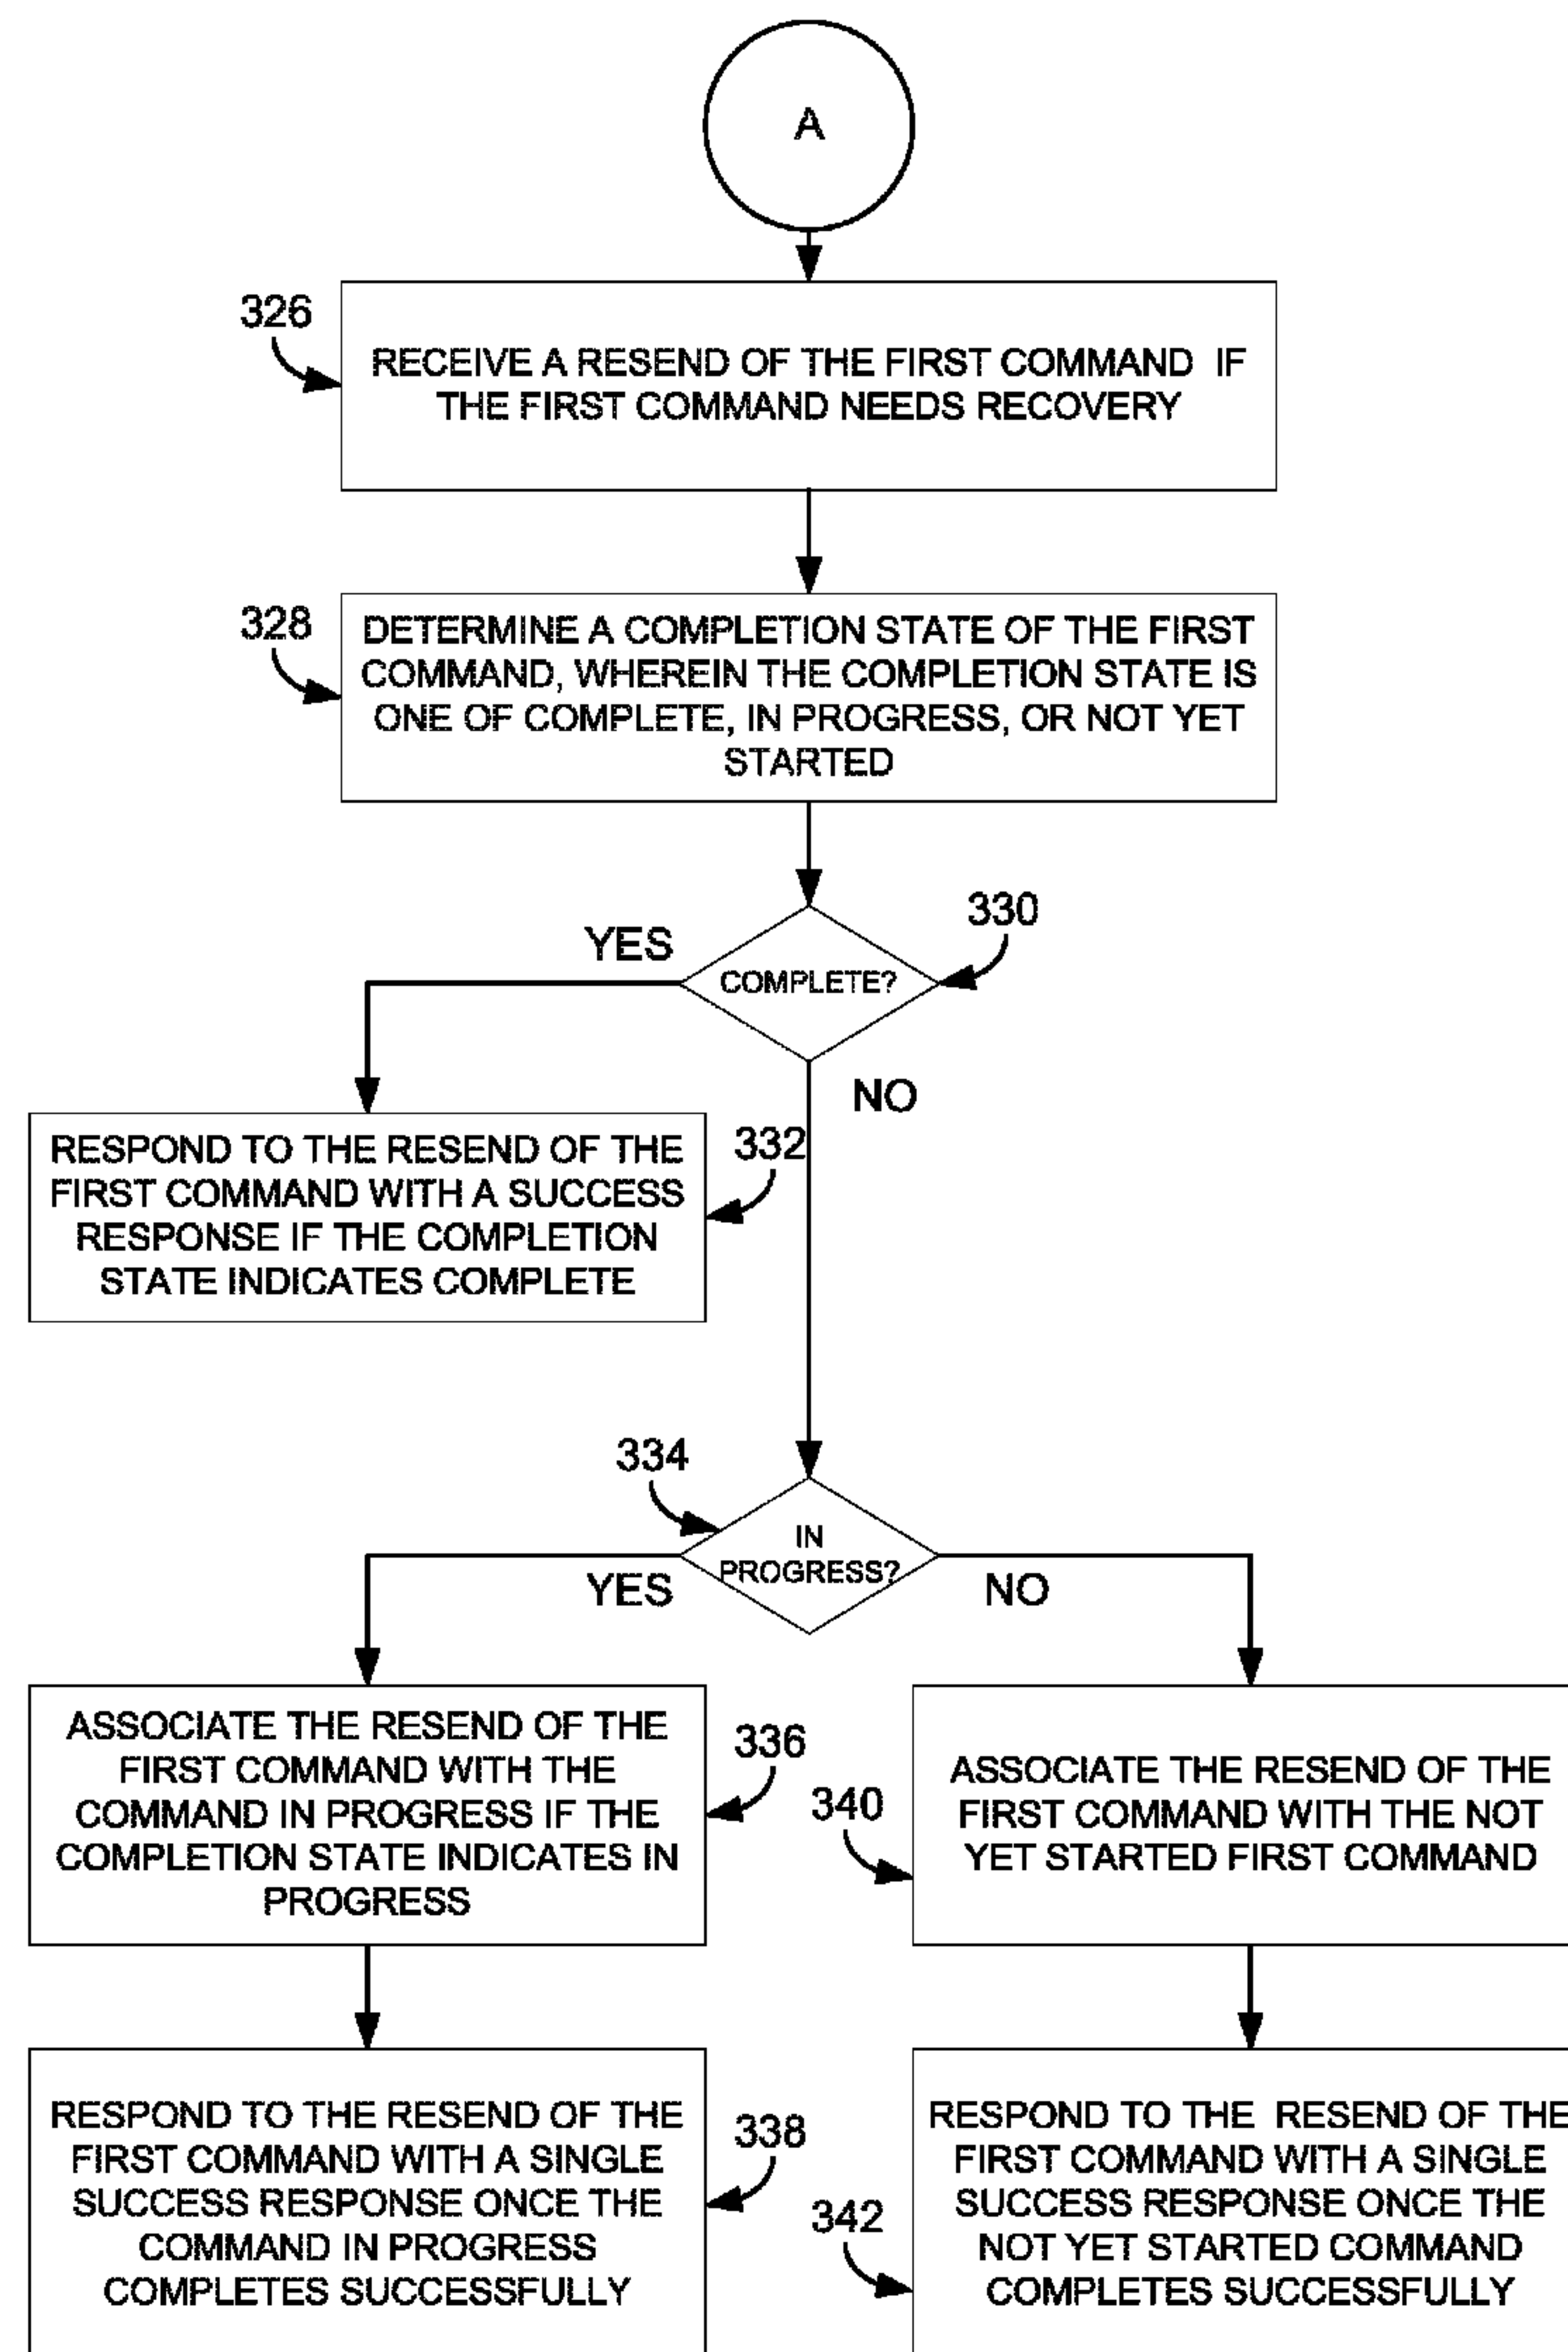 A
326
RECEIVE A RESEND OF THE FIRST COMMAND IF
THE FIRST COMMAND NEEDS RECOVERY
328
DETERMINE A COMPLETION STATE OF THE FIRST
COMMAND, WHEREIN THE COMPLETION STATE IS
ONE OF COMPLETE, IN PROGRESS, OR NOT YET
STARTED
330
YES
COMPLETE?
NO
332
RESPOND TO THE RESEND OF THE
FIRST COMMAND WITH A SUCCESS
RESPONSE IF THE COMPLETION
STATE INDICATES COMPLETE
334
IN
PROGRESS?
YES
NO
ASSOCIATE THE RESEND OF THE
FIRST COMMAND WITH THE
COMMAND IN PROGRESS IF THE
COMPLETION STATE INDICATES IN
PROGRESS
336
340
ASSOCIATE THE RESEND OF THE
FIRST COMMAND WITH THE NOT
YET STARTED FIRST COMMAND
RESPOND TO THE RESEND OF THE
FIRST COMMAND WITH A SINGLE
SUCCESS RESPONSE ONCE THE
COMMAND IN PROGRESS
COMPLETES SUCCESSFULLY
338
342
RESPOND TO THE RESEND OF THE
FIRST COMMAND WITH A SINGLE
SUCCESS RESPONSE ONCE THE
NOT YET STARTED COMMAND
COMPLETES SUCCESSFULLY